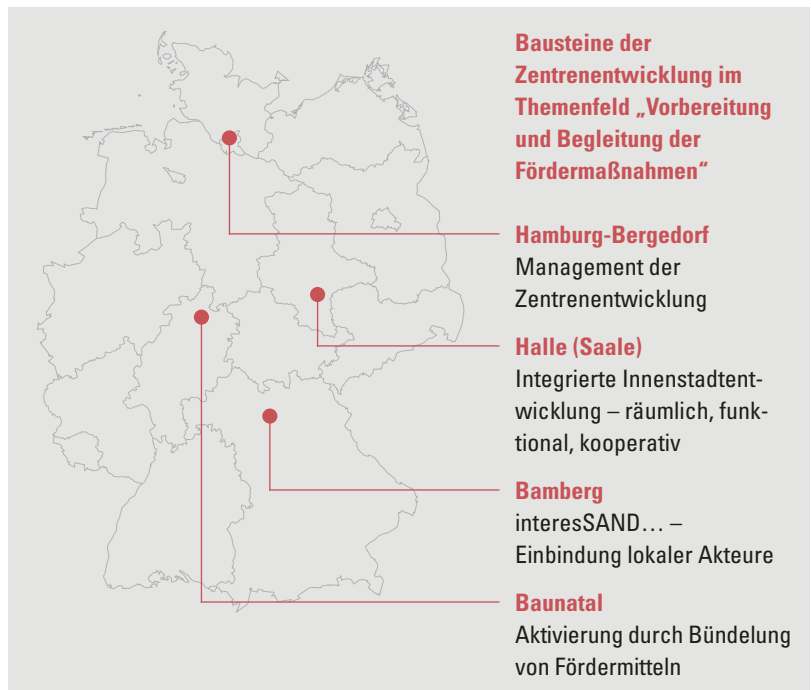 Bausteine der
Zentrenentwicklung im
Themenfeld „Vorbereitung
und Begleitung der
Fördermaßnahmen“
Hamburg-Bergedorf
Management der
Zentrenentwicklung
Halle (Saale)
Integrierte Innenstadtent-
wicklung – räumlich, funk-
tional, kooperativ
Bamberg
interesSAND… –
Einbindung lokaler Akteure
Baunatal
Aktivierung durch Bündelung
von Fördermitteln